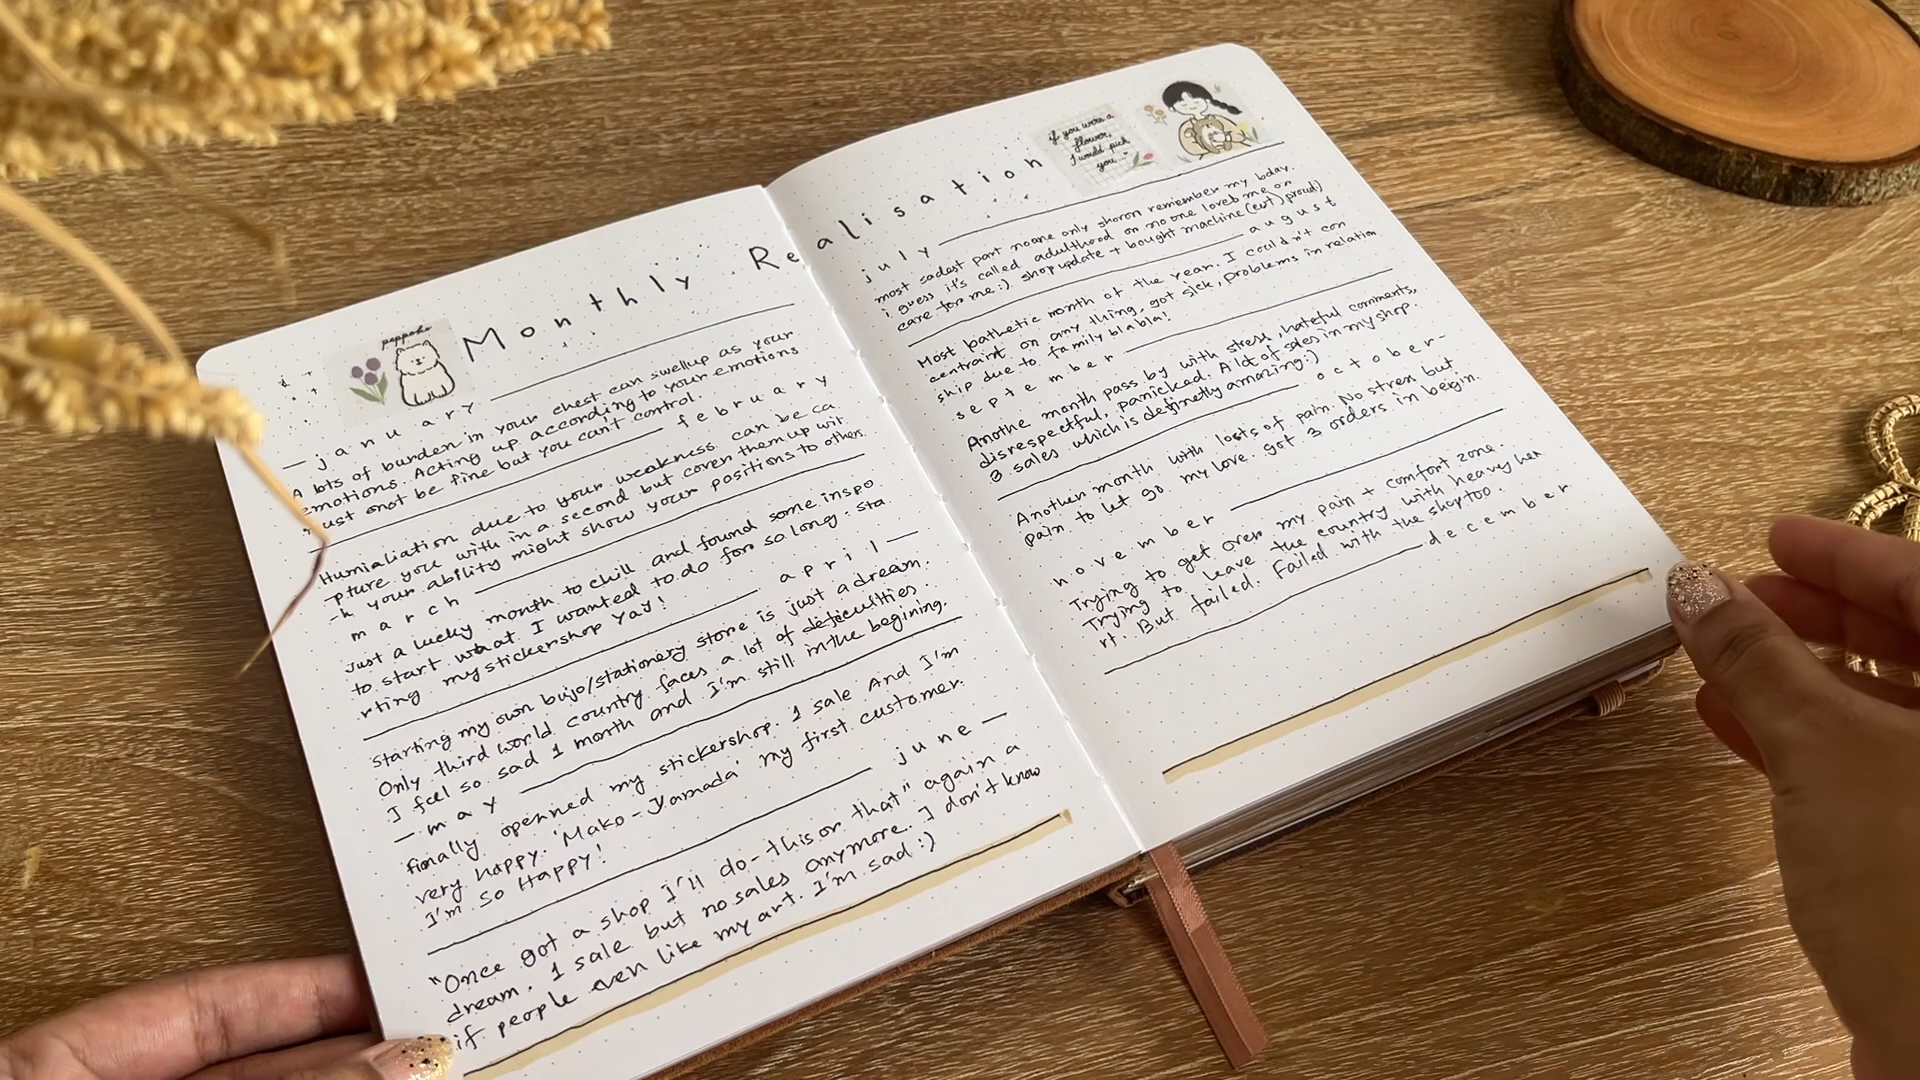 peppoho
Monthly Realisation
if you were a
flower,
I would pick
you...
— january —
A lots of burden in your chest can swellup as your
emotions. Acting up according to your emotions
must not be fine but you can't control.
— february
Humialiation due to your weakness can be ca
pture you with in a second but cover them up wit
-h your ability might show your positions to others.
march —
Just a lucky month to chill and found some inspo
to start what I wanted to do for so long. Sta
rting my stickershop Yay!
— april —
Starting my own bujo/stationery store is just a dream.
Only third world country faces a lot of deficulties
I feel so sad 1 month and I'm still in the begining.
— may —
Finally openned my stickershop. 1 sale And I'm
very happy. 'Mako-Yamada' my first customer.
I'm so Happy!
— june —
"Once got a shop I'll do-this or that" again a
dream. 1 sale but no sales anymore. I don't know
if people even like my art. I'm sad :)
july —
most sadest part noone only shoron remember my bday.
i guess it's called adulthood on no one loves me on
care for me:) shop update + bought machine (cut) proud)
— august
Most pathetic month of the year. I couldn't con
centraint on any thing, got sick, problems in relation
ship due to family blabla!
september —
Anothe month pass by with stress, hateful comments,
disrespectful, panicked. A lot of sales in my shop.
3 sales which is definetly amazing:)
— october-
Another month with losts of pain. No stress but
pain to let go my love. got 3 orders in begin.
november —
Trying to get over my pain + comfort zone.
Trying to leave the country with heavy hea
rt. But failed. Failed with the shop too.
— december